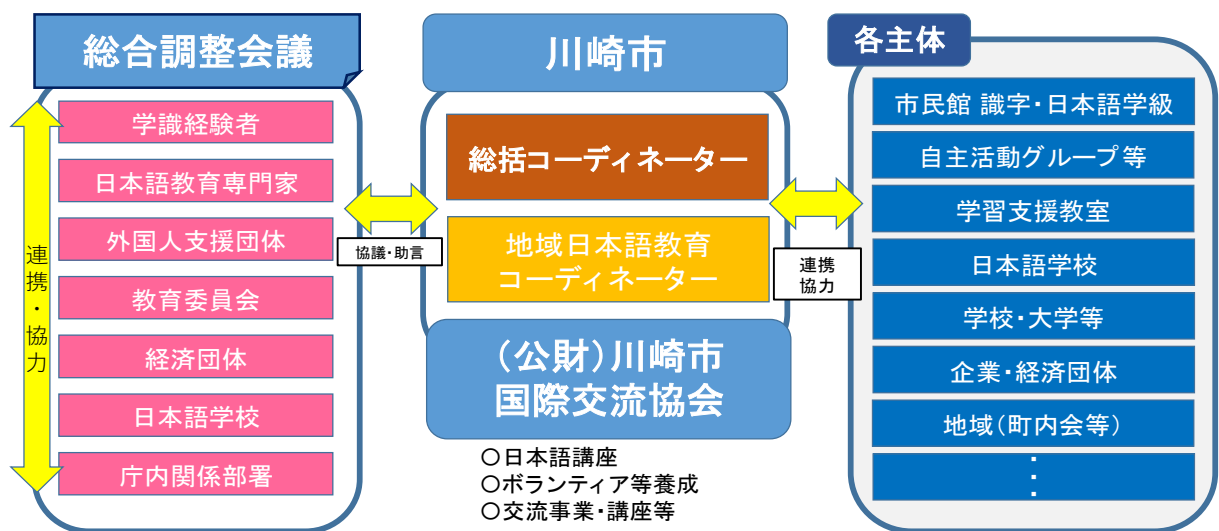 総合調整会議
学識経験者
日本語教育専門家
外国人支援団体
教育委員会
経済団体
日本語学校
庁内関係部署
連携・協力
協議・助言
川崎市
総括コーディネーター
地域日本語教育
コーディネーター
(公財)川崎市
国際交流協会
○日本語講座
○ボランティア等養成
○交流事業・講座等
連携
協力
各主体
市民館 識字・日本語学級
自主活動グループ等
学習支援教室
日本語学校
学校・大学等
企業・経済団体
地域(町内会等)
⋮